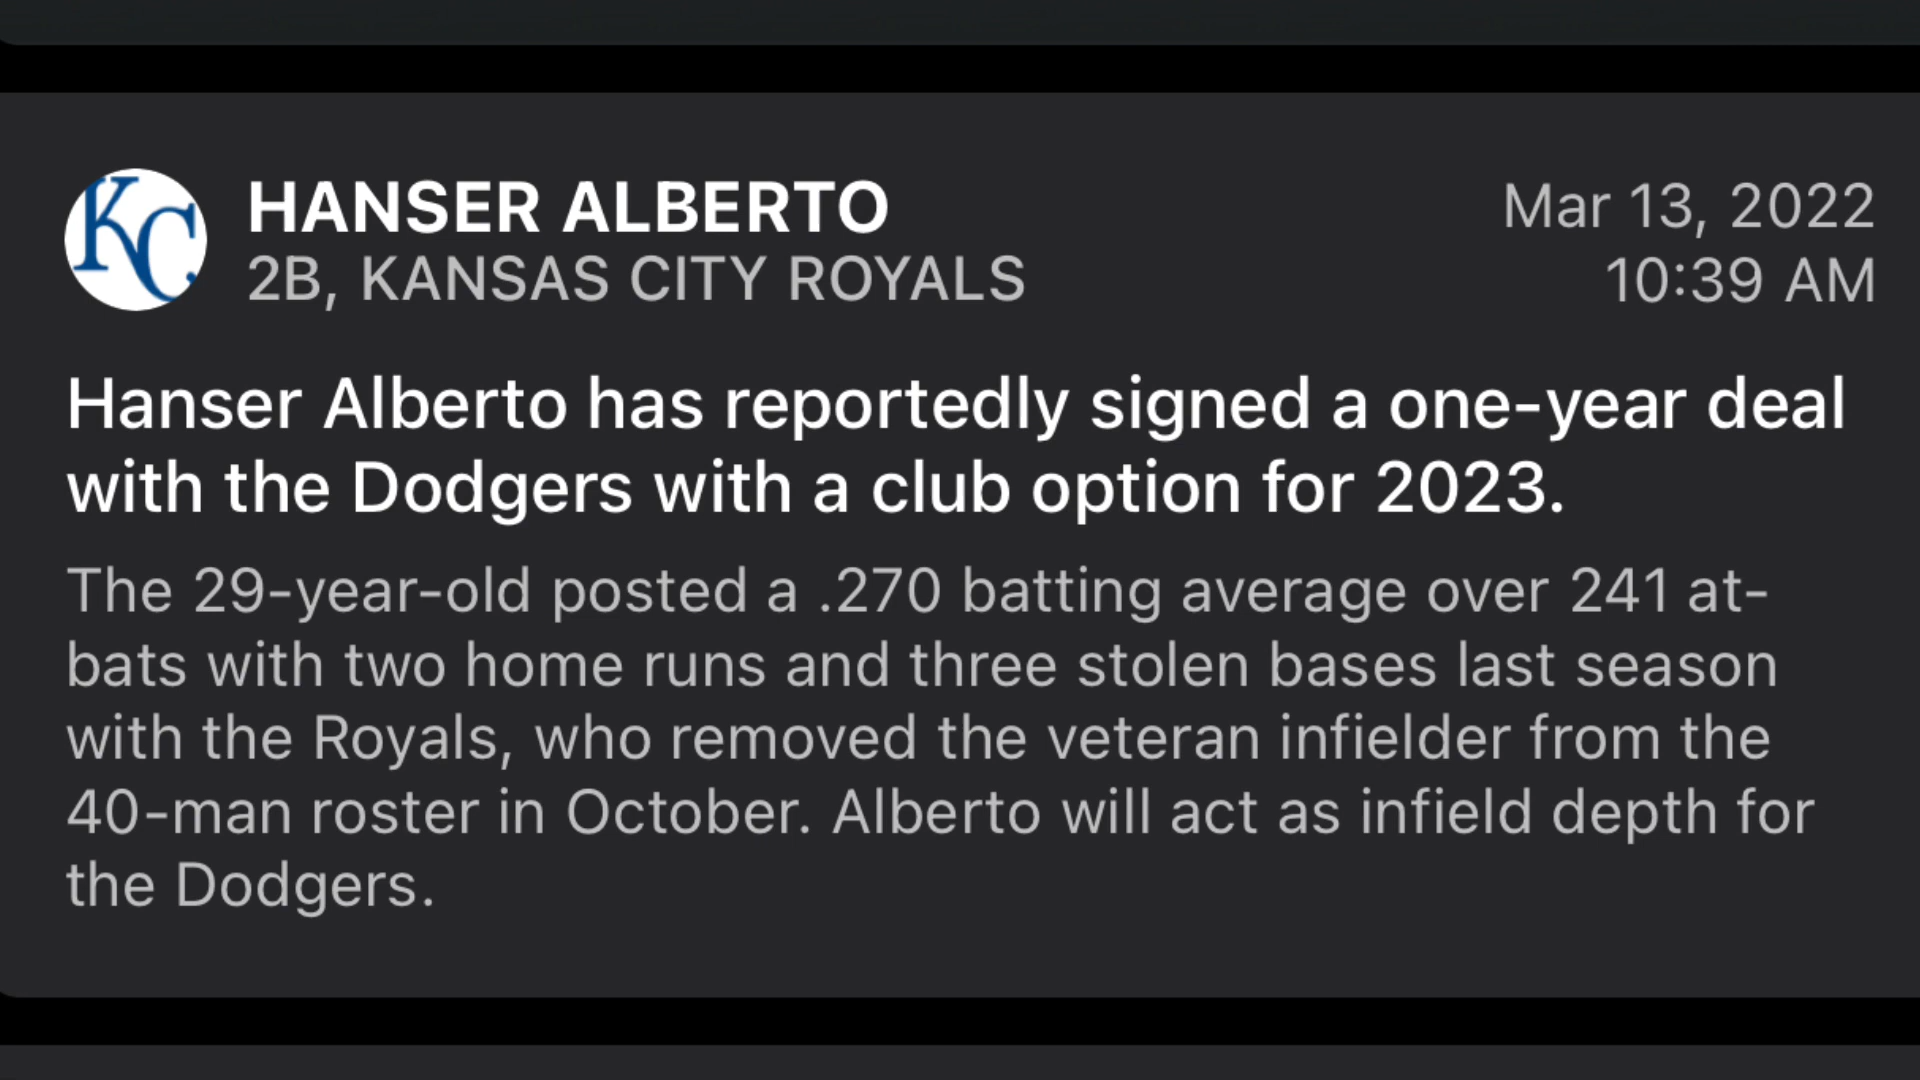 KC
HANSER ALBERTO
2B, KANSAS CITY ROYALS
Mar 13, 2022
10:39 AM
Hanser Alberto has reportedly signed a one-year deal
with the Dodgers with a club option for 2023.
The 29-year-old posted a .270 batting average over 241 at-
bats with two home runs and three stolen bases last season
with the Royals, who removed the veteran infielder from the
40-man roster in October. Alberto will act as infield depth for
the Dodgers.